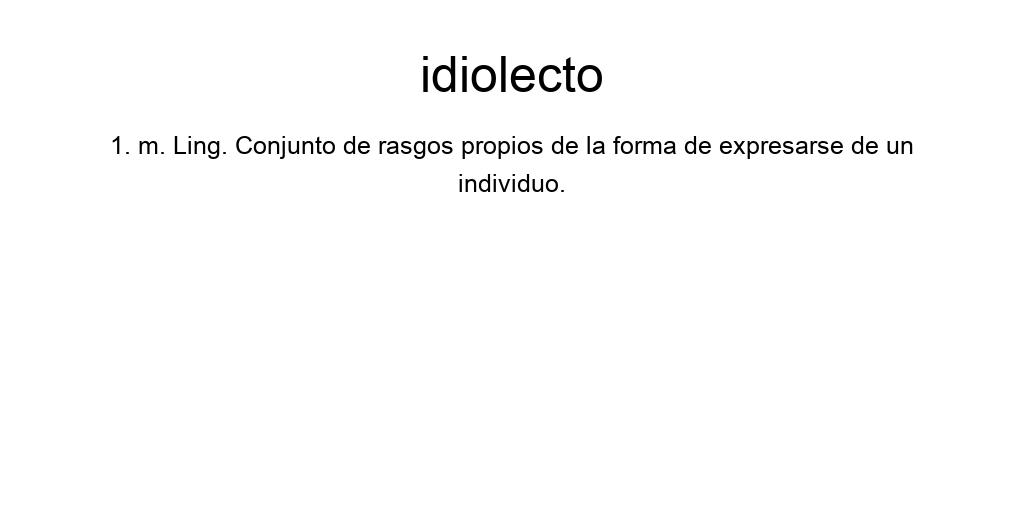 idiolecto
1. m. Ling. Conjunto de rasgos propios de la forma de expresarse de un
individuo.